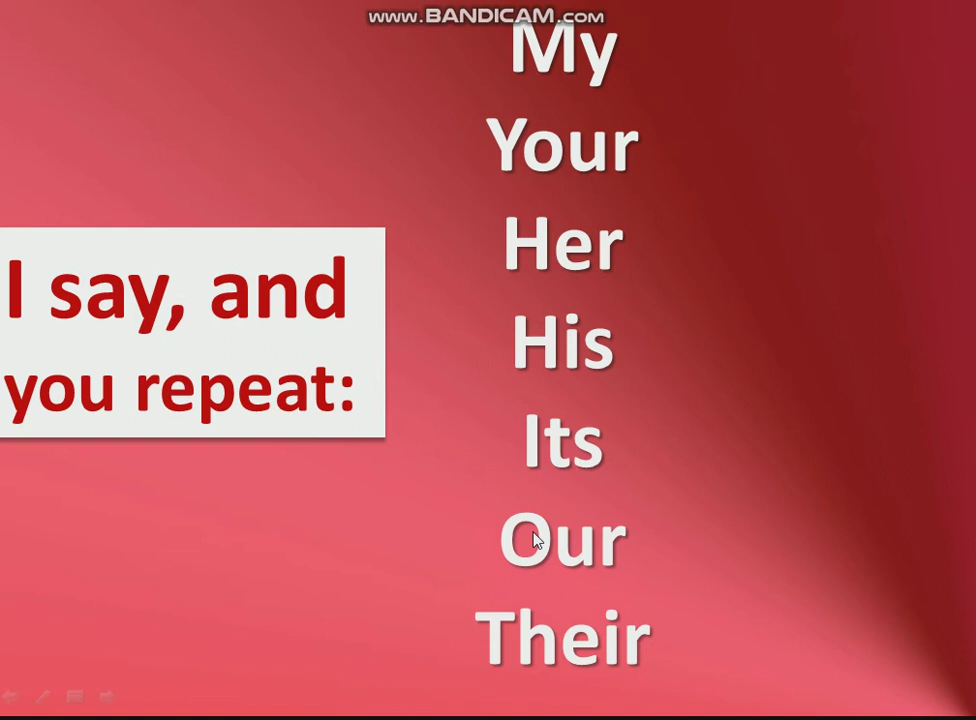 www.BANDICAM.com
My
Your
Her
His
Its
Our
Their
I say, and
you repeat: